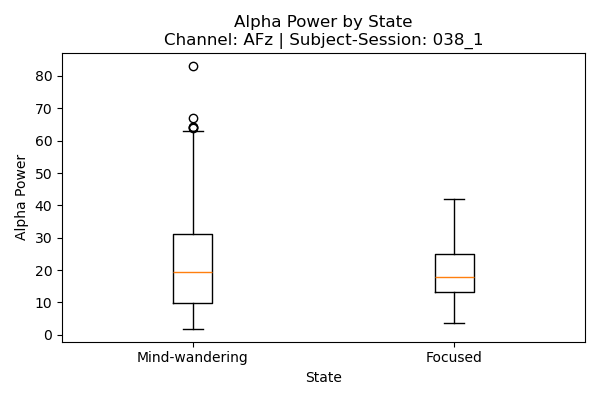 Alpha Power by State
Channel: AFz | Subject-Session: 038_1
Alpha Power
80
70
60
50
40
30
20
10
0
Mind-wandering
Focused
State